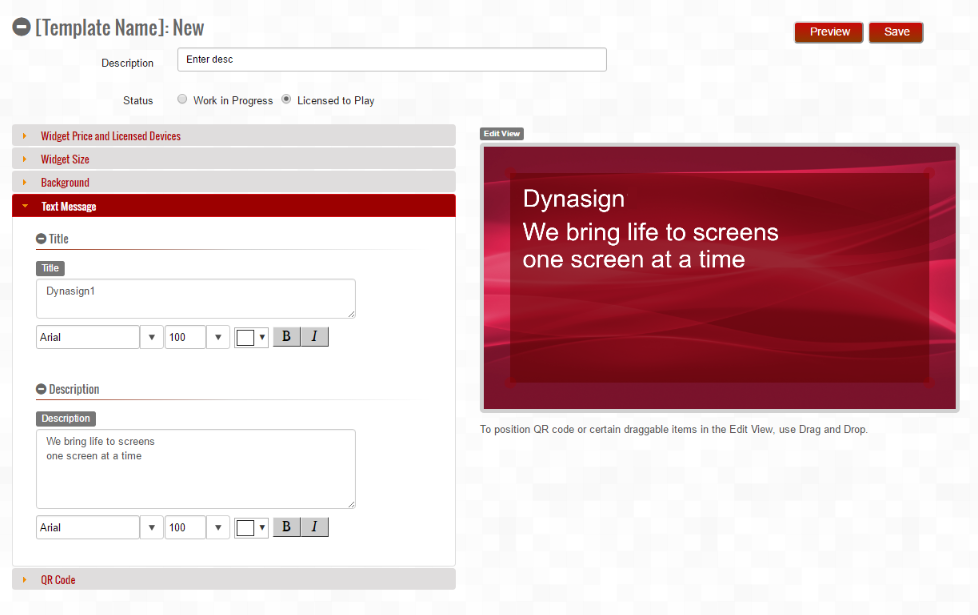 [Template Name]: New
Preview
Save
Description
Enter desc
Status
Work in Progress
Licensed to Play
Widget Price and Licensed Devices
Widget Size
Background
Text Message
Title
Title
Dynasign1
Arial
100
B
I
Description
Description
We bring life to screens
one screen at a time
Arial
100
B
I
QR Code
Edit View
Dynasign
We bring life to screens
one screen at a time
To position QR code or certain draggable items in the Edit View, use Drag and Drop.